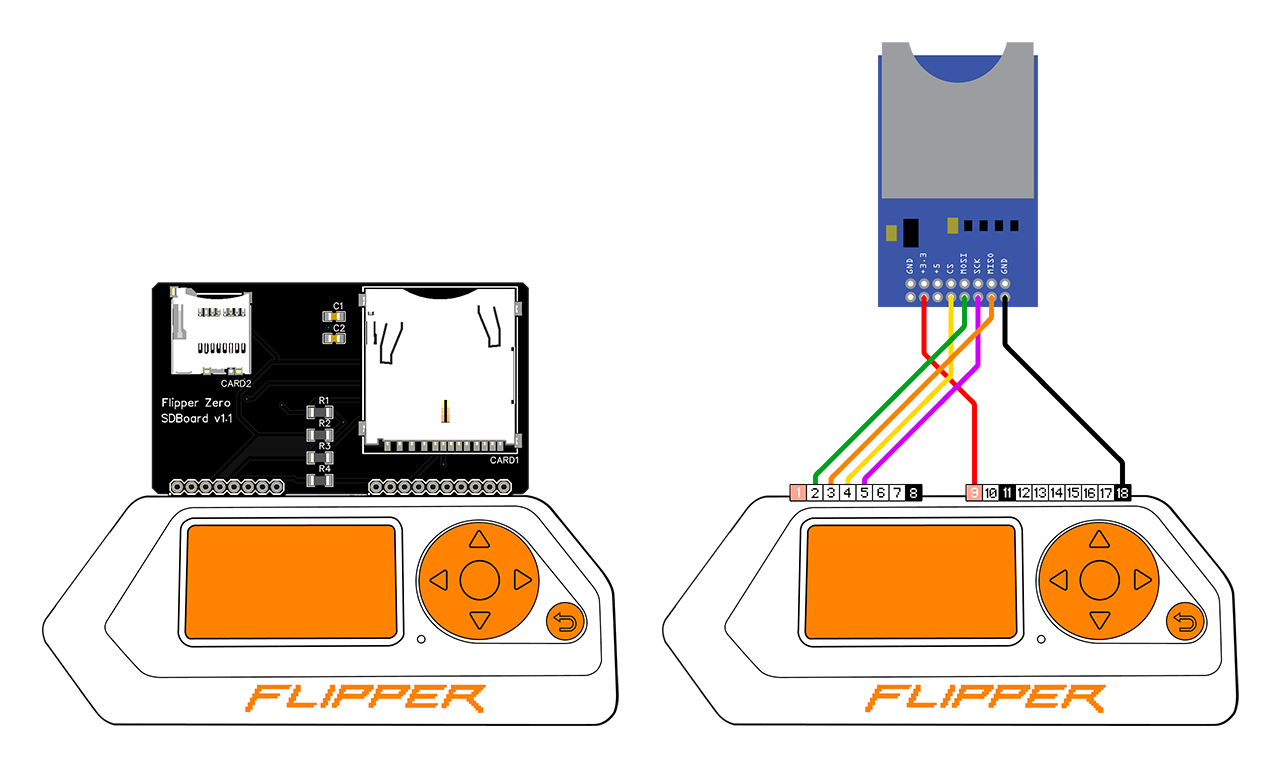 GND
+3.3
+5
CS
MOSI
SCK
MISO
GND
C1
C2
CARD2
Flipper Zero
SDBoard v1.1
R1
R2
R3
R4
CARD1
1 2 3 4 5 6 7 8
9 10 11 12 13 14 15 16 17 18
FLIPPER
FLIPPER